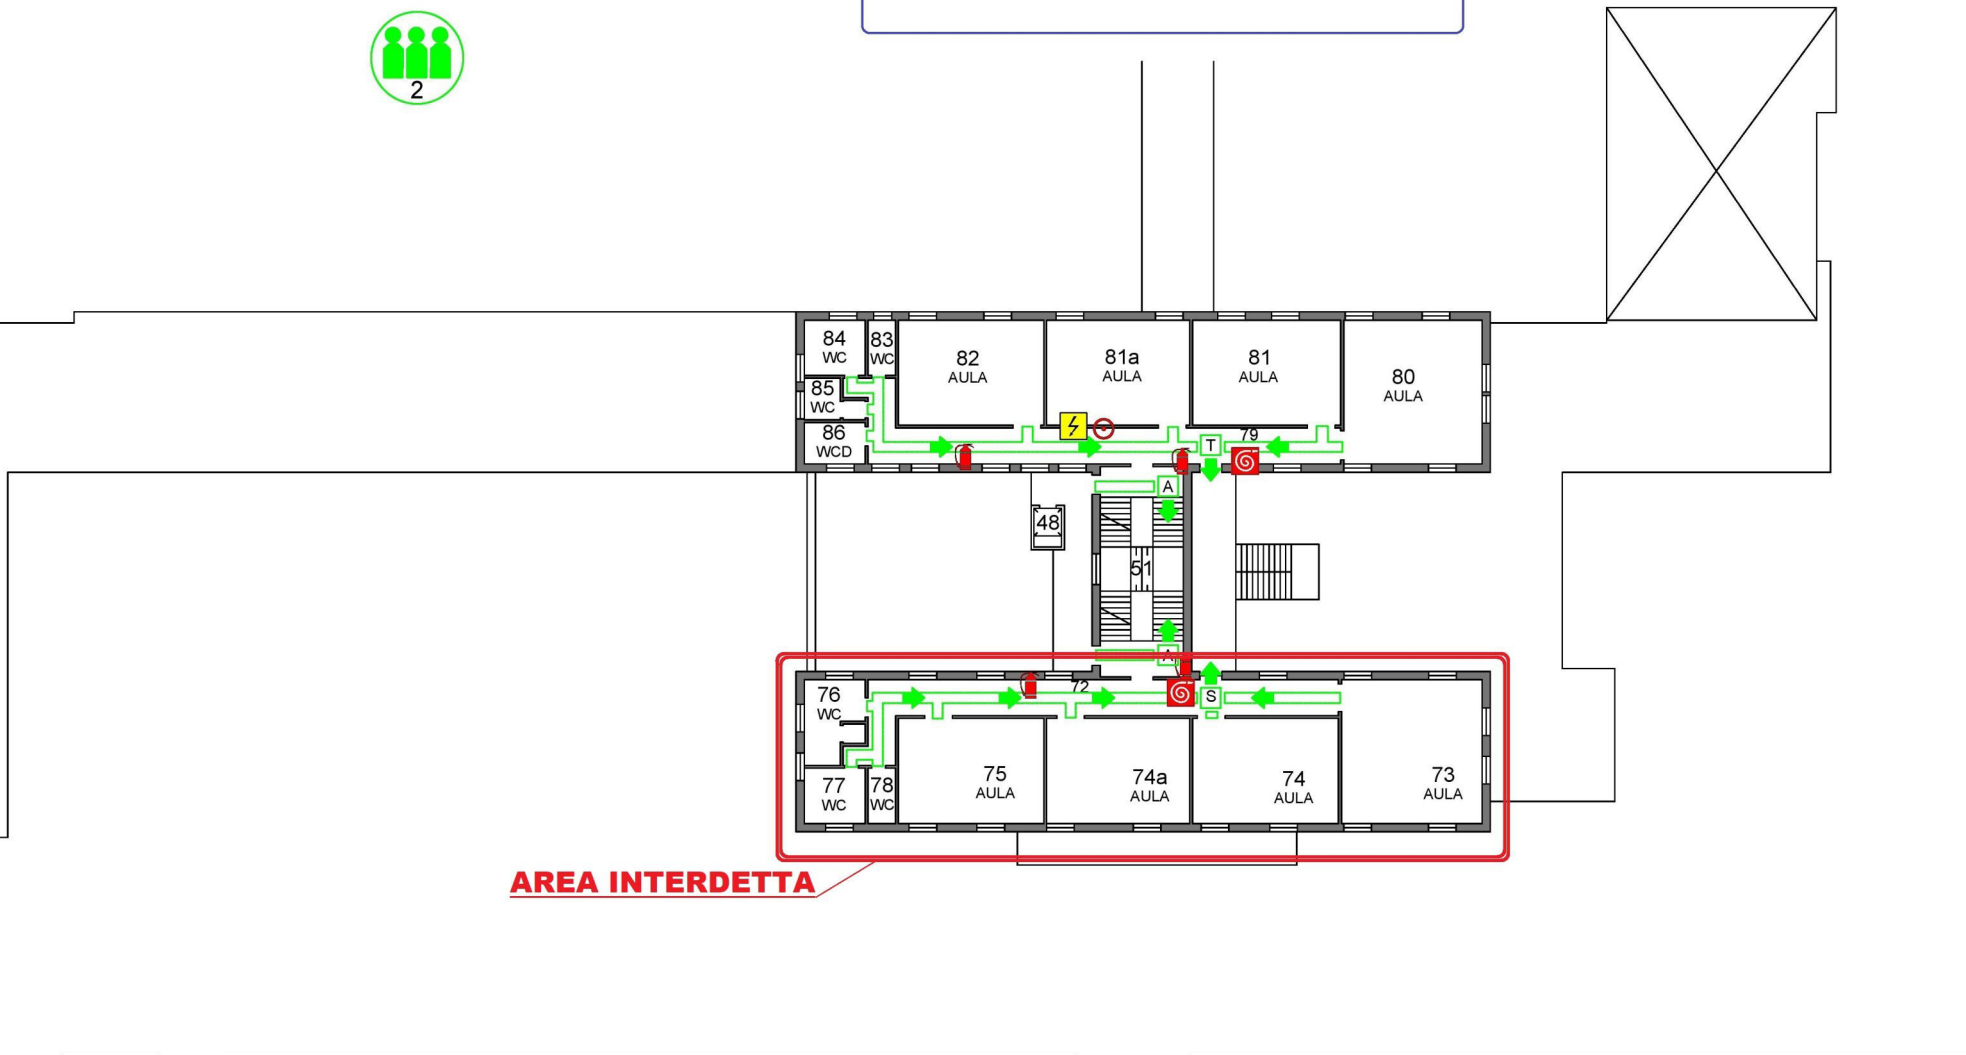 2
84
WC
83
WC
82
AULA
81a
AULA
81
AULA
80
AULA
85
WC
86
WCD
T
79
A
48
51
A
76
WC
72
S
77
WC
78
WC
75
AULA
74a
AULA
74
AULA
73
AULA
AREA INTERDETTA